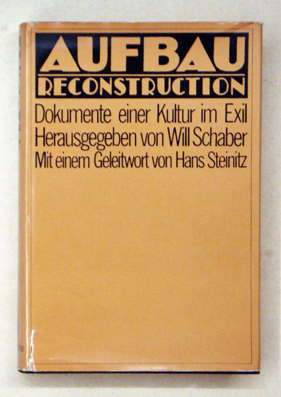 AUFBAU
RECONSTRUCTION
Dokumente einer Kultur im Exil
Herausgegeben von Will Schaber
Mit einem Geleitwort von Hans Steinitz